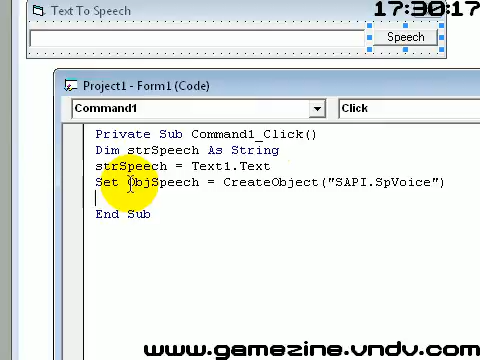 Text To Speech
17:30:17
Speech
Project1 - Form1 (Code)
Command1
Click
Private Sub Command1_Click()
Dim strSpeech As String
strSpeech = Text1.Text
Set ObjSpeech = CreateObject("SAPI.SpVoice")
End Sub
www.gamezine.vndv.com